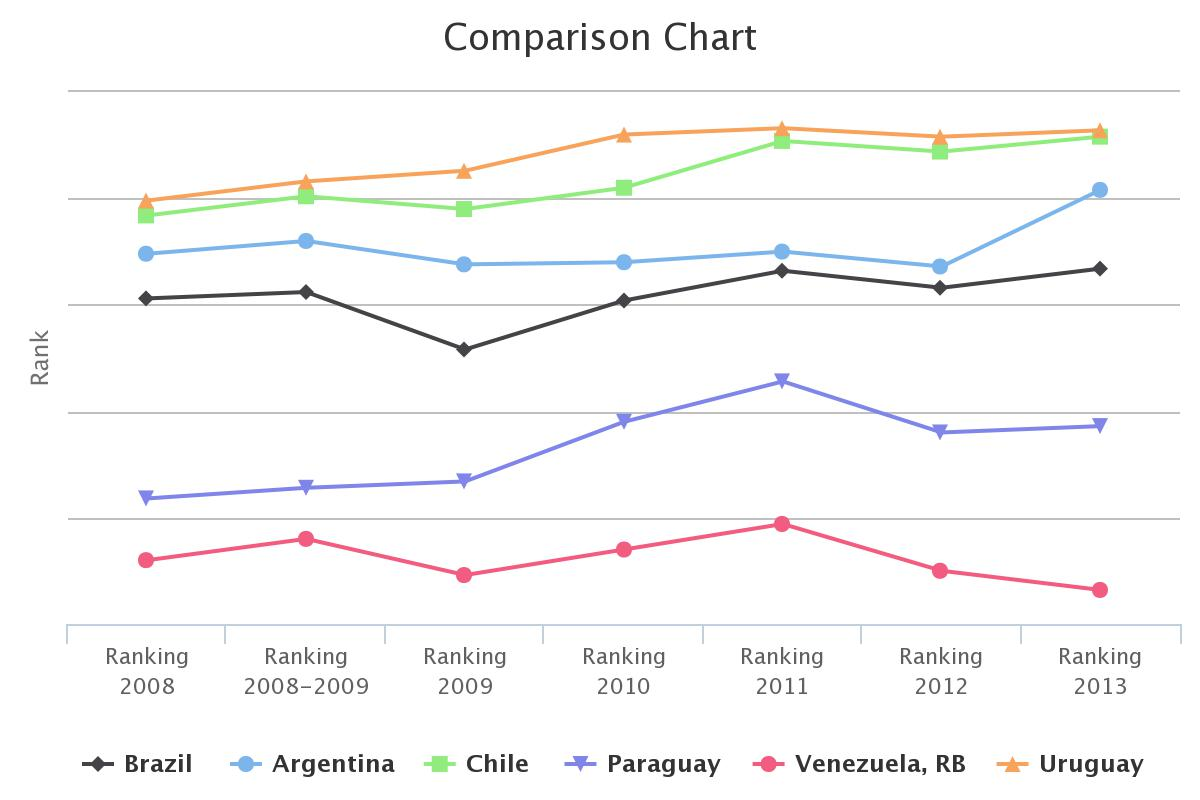 Comparison Chart
Rank
Ranking
2008
Ranking
2008–2009
Ranking
2009
Ranking
2010
Ranking
2011
Ranking
2012
Ranking
2013
Brazil Argentina Chile Paraguay Venezuela, RB Uruguay